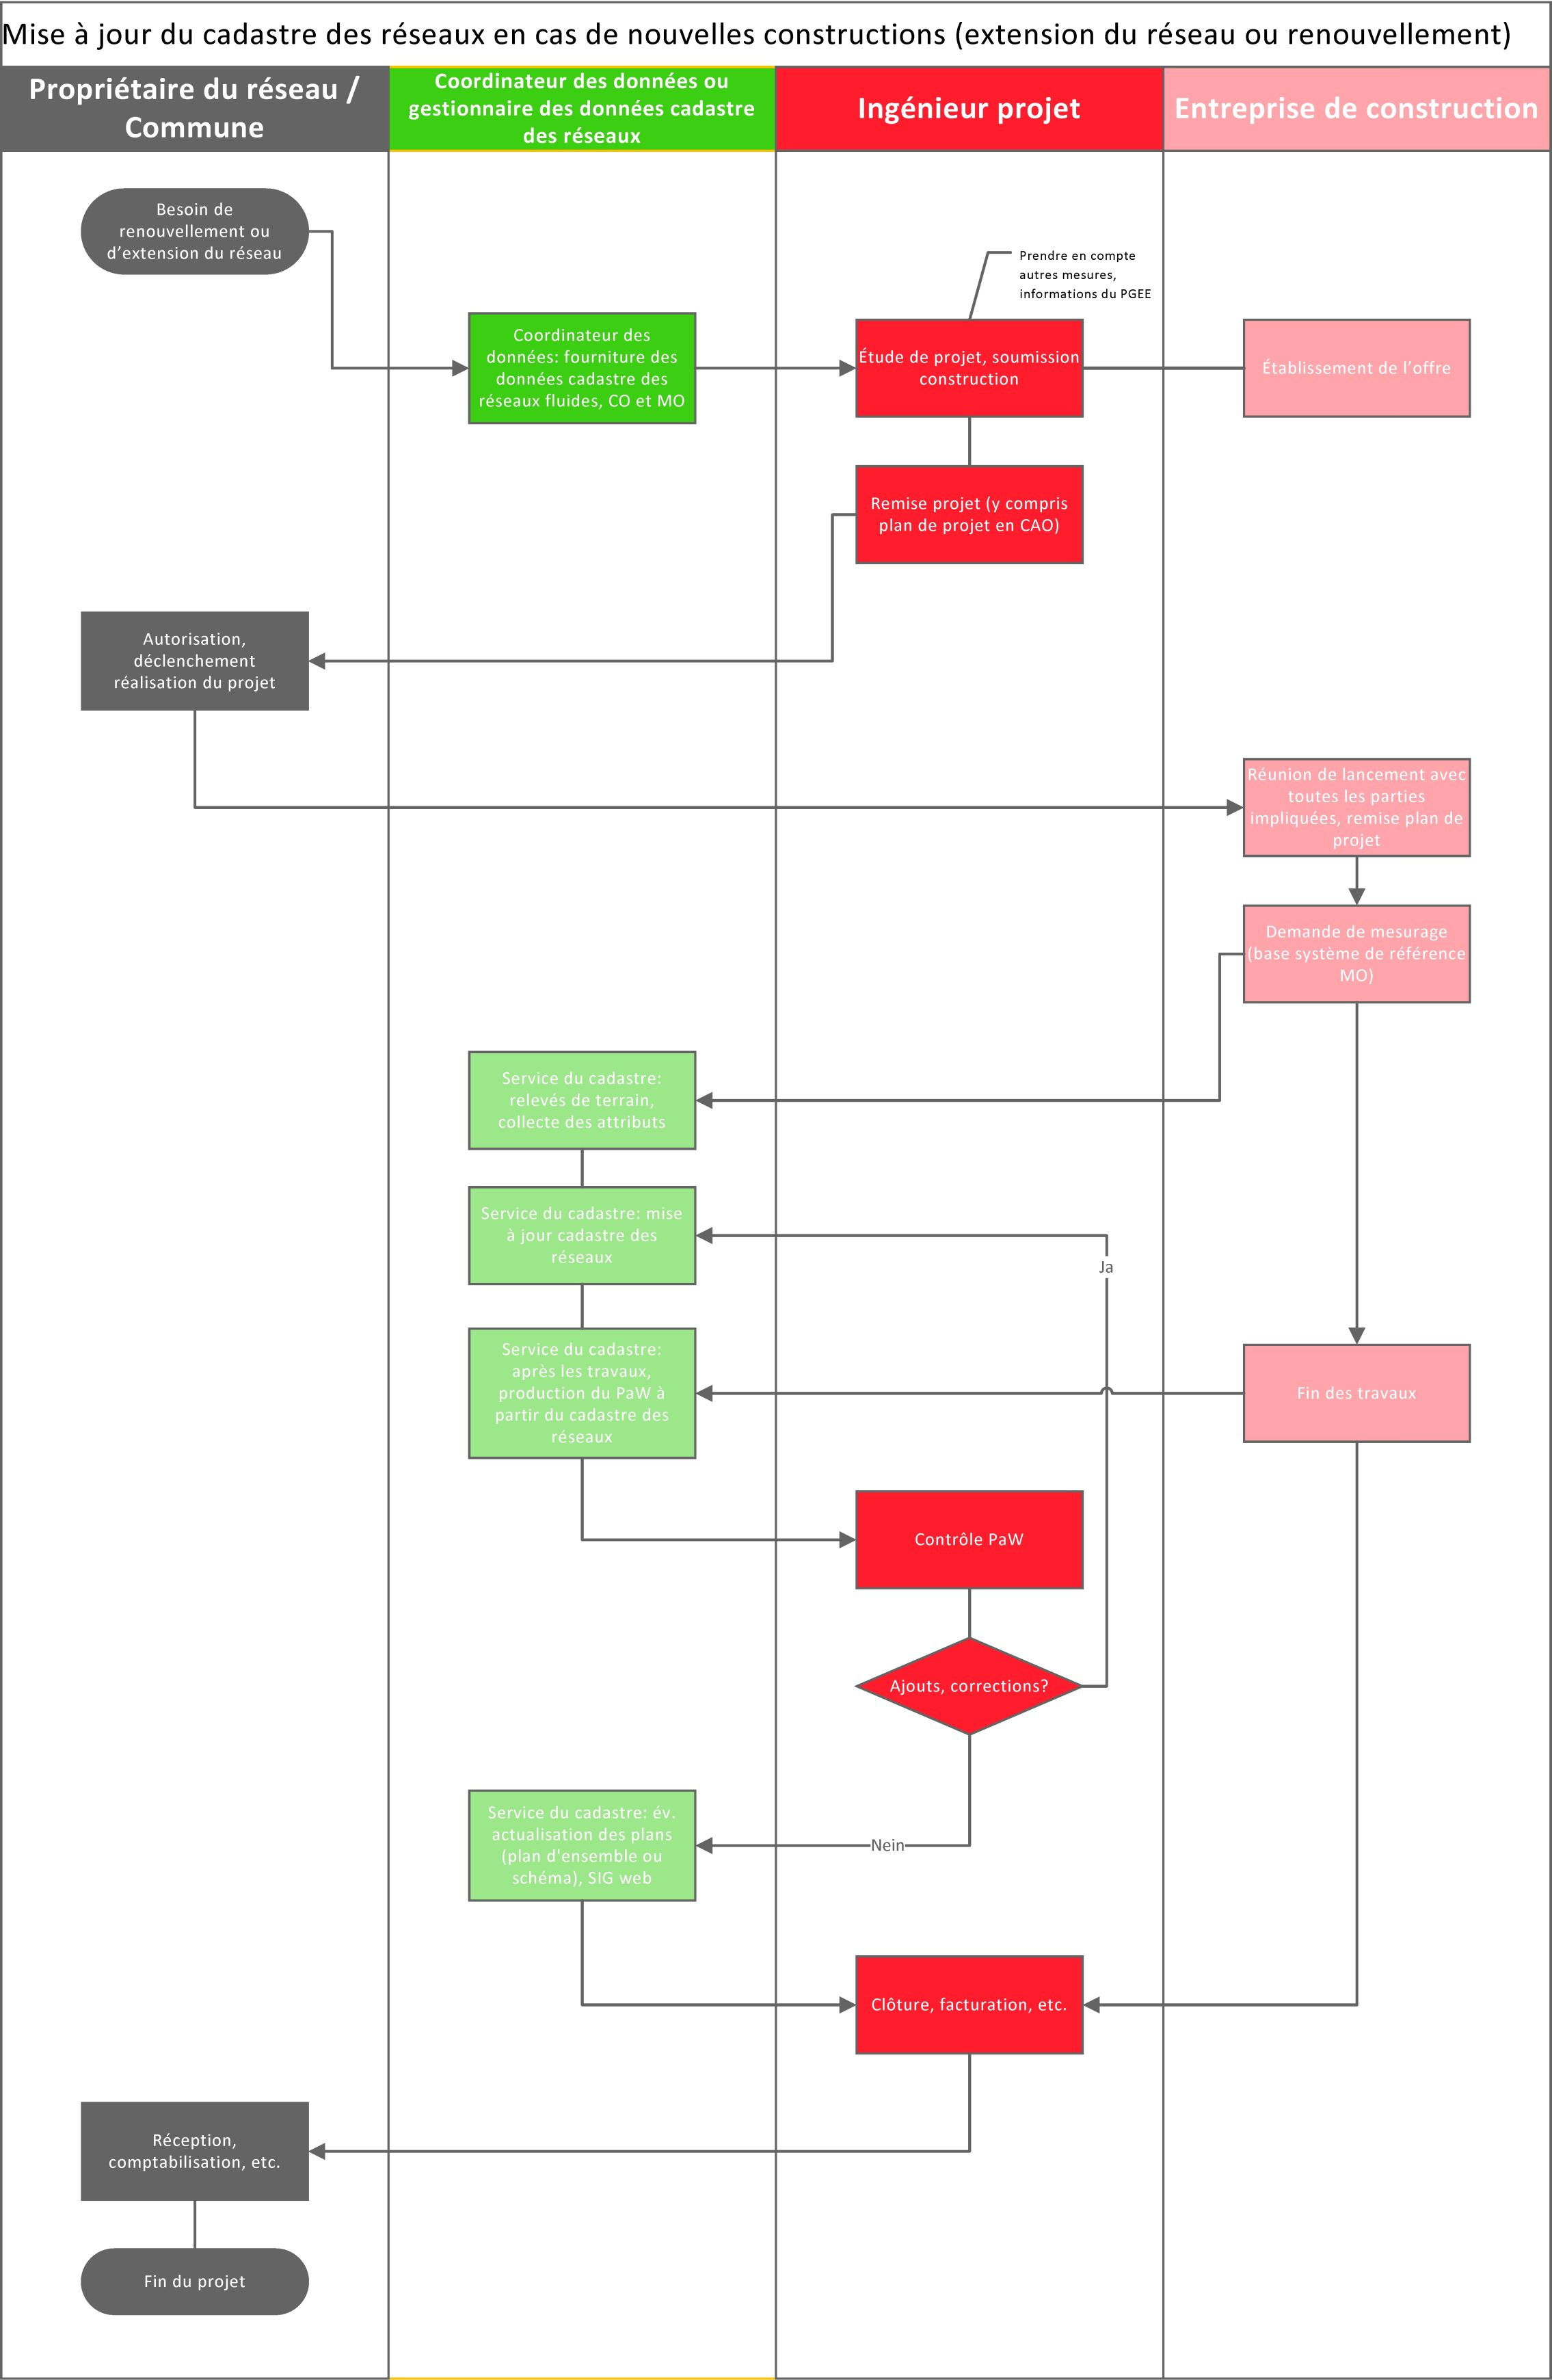 Mise à jour du cadastre des réseaux en cas de nouvelles constructions (extension du réseau ou renouvellement)
Propriétaire du réseau /
Commune
Coordinateur des données ou
gestionnaire des données cadastre
des réseaux
Ingénieur projet
Entreprise de construction
Besoin de
renouvellement ou
d’extension du réseau
Prendre en compte
autres mesures,
informations du PGEE
Coordinateur des
données: fourniture des
données cadastre des
réseaux fluides, CO et MO
Étude de projet, soumission
construction
Établissement de l’offre
Remise projet (y compris
plan de projet en CAO)
Autorisation,
déclenchement
réalisation du projet
Réunion de lancement avec
toutes les parties
impliquées, remise plan de
projet
Demande de mesurage
(base système de référence
MO)
Service du cadastre:
relevés de terrain,
collecte des attributs
Service du cadastre: mise
à jour cadastre des
réseaux
Ja
Service du cadastre:
après les travaux,
production du PaW à
partir du cadastre des
réseaux
Fin des travaux
Contrôle PaW
Ajouts, corrections?
Service du cadastre: év.
actualisation des plans
(plan d'ensemble ou
schéma), SIG web
Nein
Clôture, facturation, etc.
Réception,
comptabilisation, etc.
Fin du projet